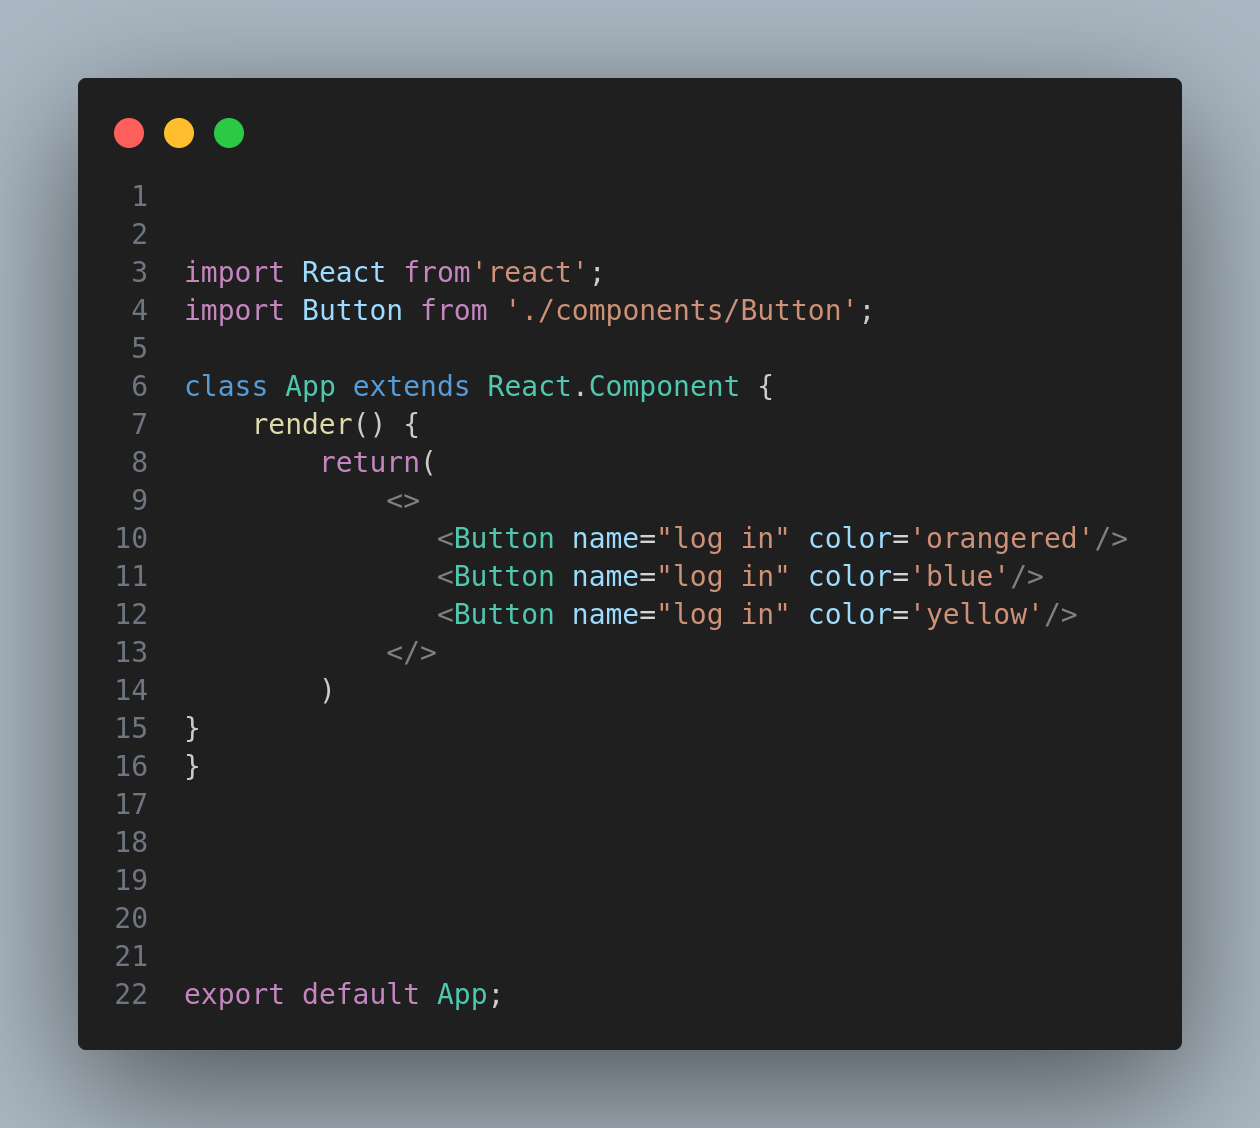 1
2
3 import React from'react';
4 import Button from './components/Button';
5
6 class App extends React.Component {
7     render() {
8         return(
9             <>
10                <Button name="log in" color='orangered'/>
11                <Button name="log in" color='blue'/>
12                <Button name="log in" color='yellow'/>
13            </>
14        )
15 }
16 }
17
18
19
20
21
22 export default App;